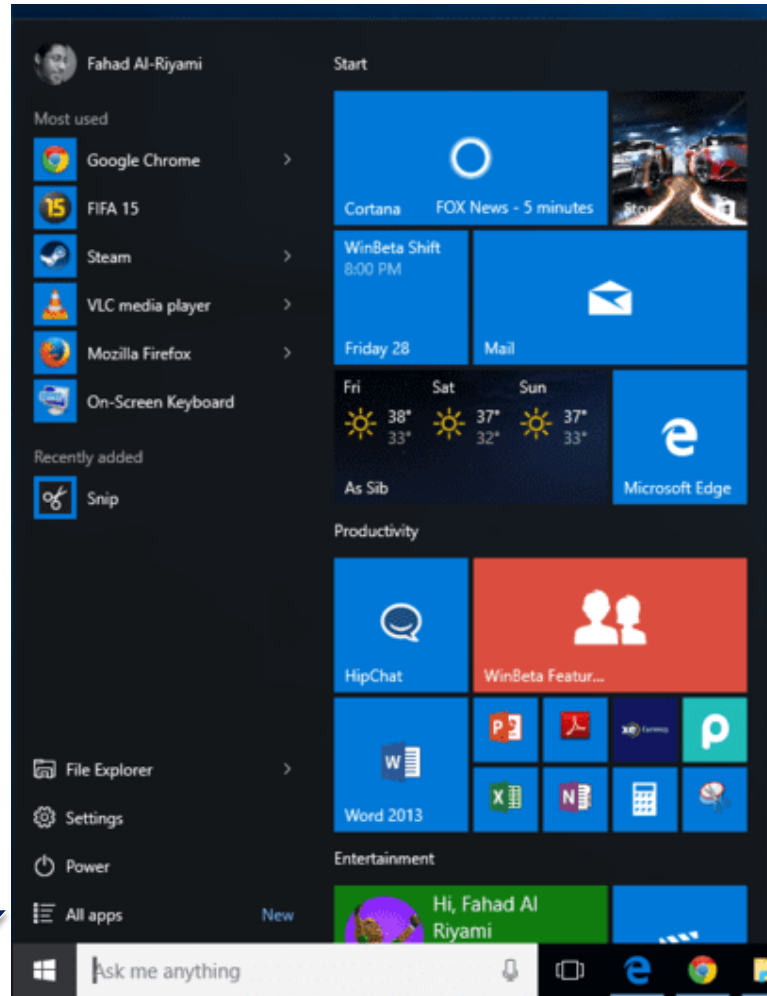 Fahad Al-Riyami
Most used
Google Chrome
FIFA 15
Steam
VLC media player
Mozilla Firefox
On-Screen Keyboard
Recently added
Snip
File Explorer
Settings
Power
All apps New
Start
Cortana FOX News - 5 minutes
WinBeta Shift
8:00 PM
Friday 28
Mail
Fri Sat Sun
38° 37° 37°
33° 32° 33°
As Sib
Microsoft Edge
Productivity
HipChat
WinBeta Featur...
Word 2013
Entertainment
Hi, Fahad Al
Riyami
Ask me anything